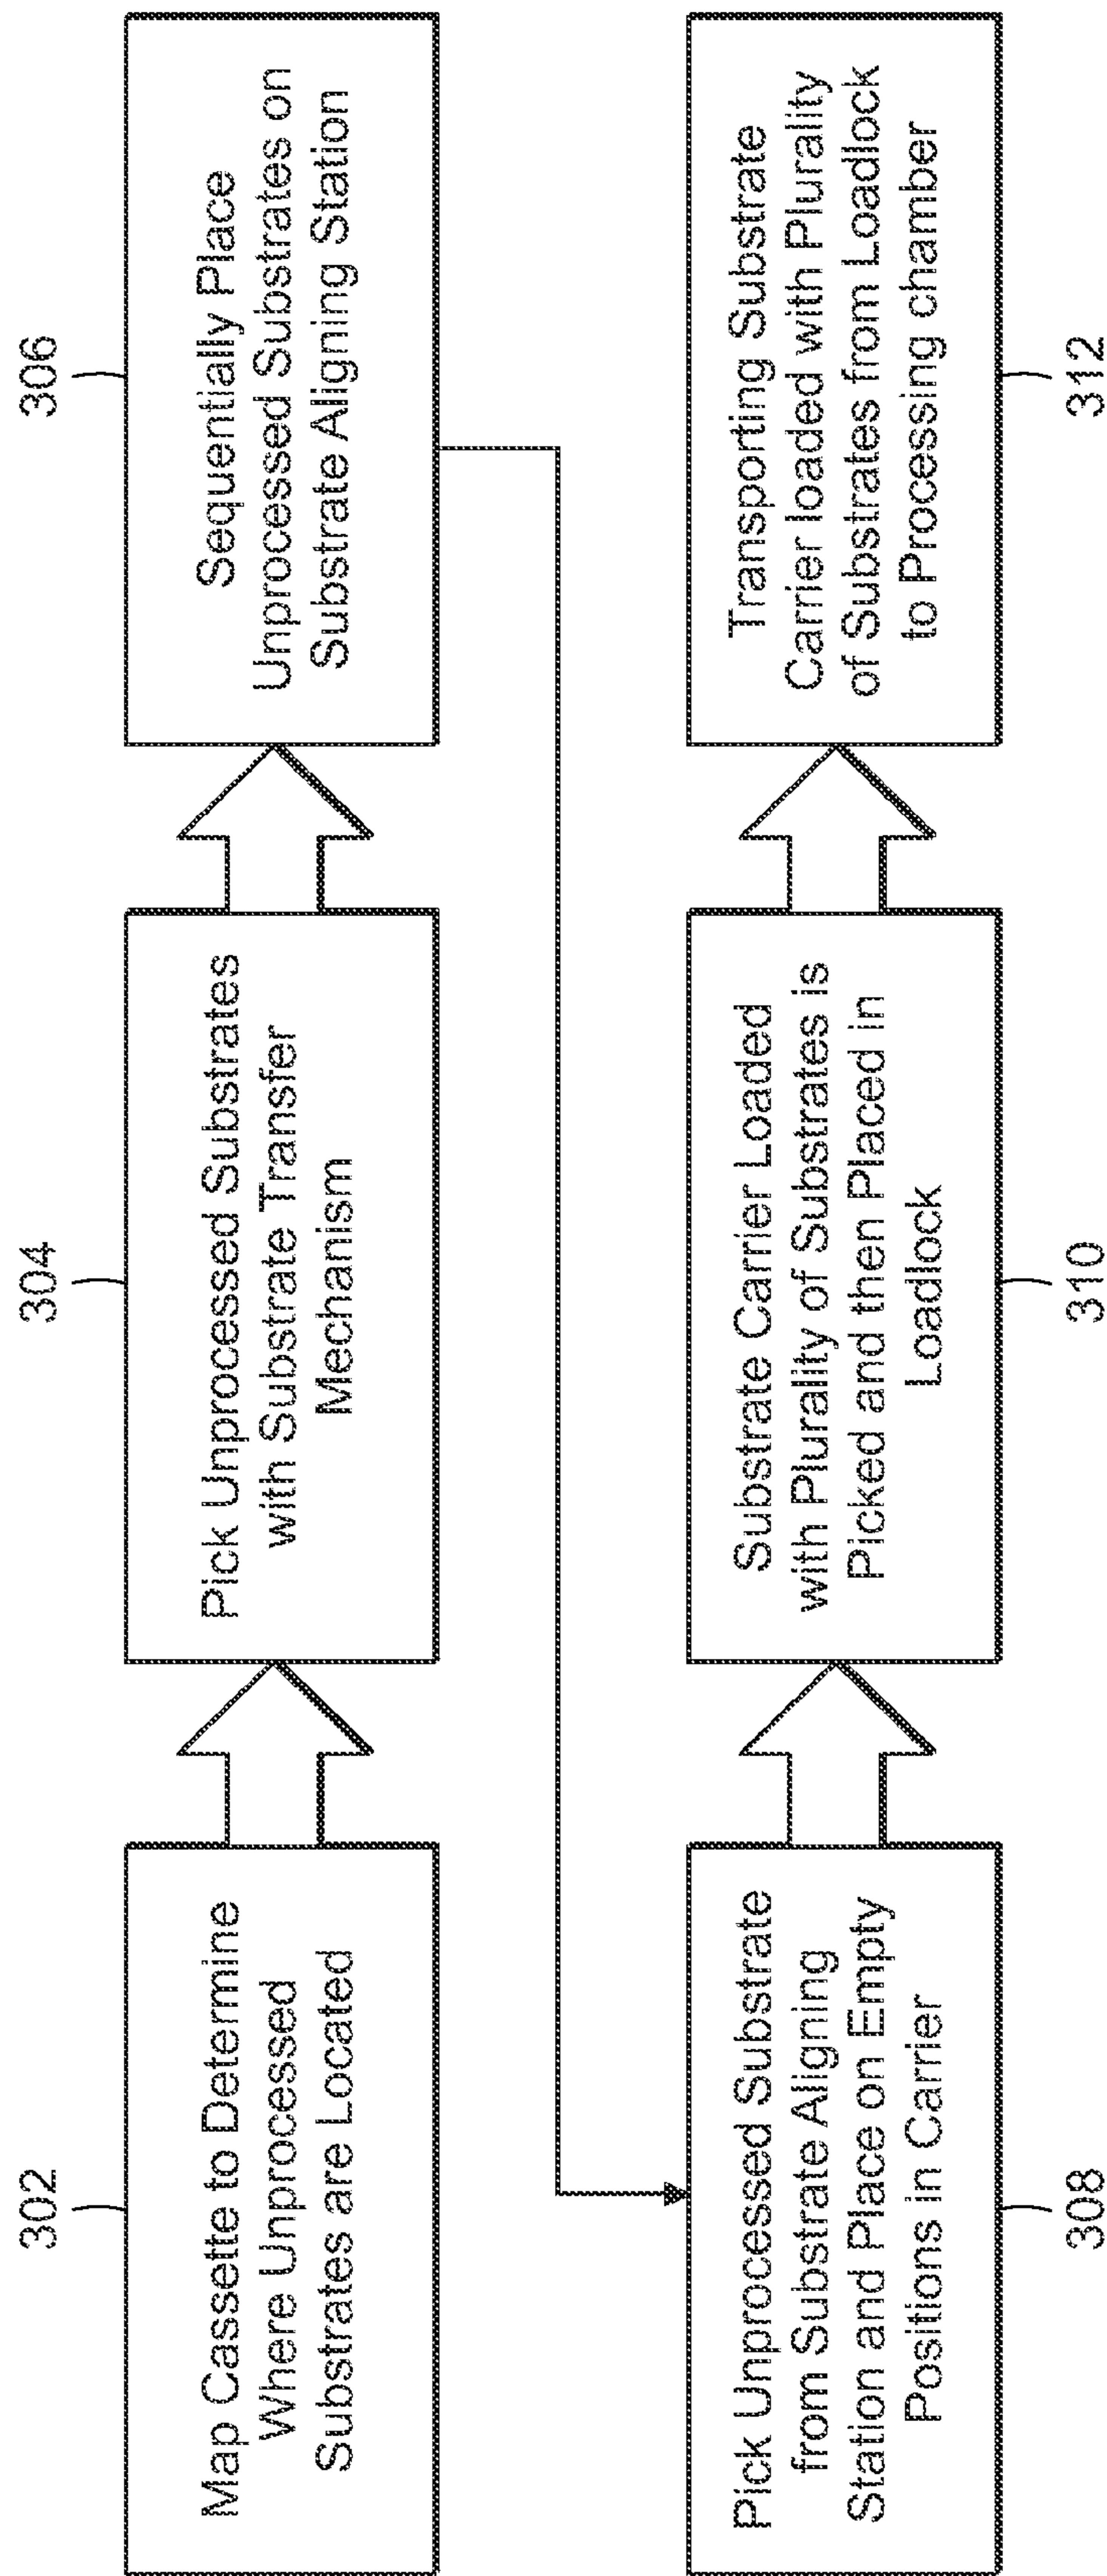 302
Map Cassette to Determine
Where Unprocessed
Substrates are Located
304
Pick Unprocessed Substrates
with Substrate Transfer
Mechanism
306
Sequentially Place
Unprocessed Substrates on
Substrate Aligning Station
Pick Unprocessed Substrate
from Substrate Aligning
Station and Place on Empty
Positions in Carrier
308
Substrate Carrier Loaded
with Plurality of Substrates is
Picked and then Placed in
Loadlock
310
Transporting Substrate
Carrier loaded with Plurality
of Substrates from Loadlock
to Processing chamber
312